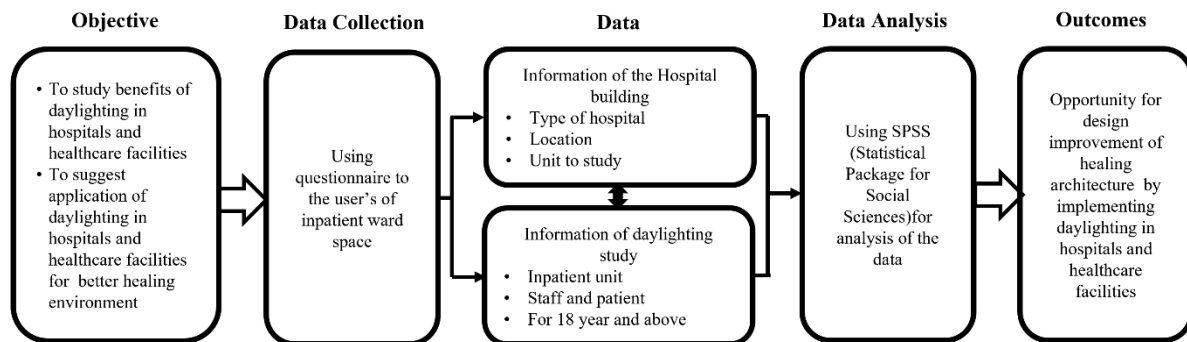 Objective
• To study benefits of
daylighting in
hospitals and
healthcare facilities
• To suggest
application of
daylighting in
hospitals and
healthcare facilities
for better healing
environment
Data Collection
Using
questionnaire to
the user's of
inpatient ward
space
Data
Information of the Hospital
building
• Type of hospital
• Location
• Unit to study
Information of daylighting
study
• Inpatient unit
• Staff and patient
• For 18 year and above
Data Analysis
Using SPSS
(Statistical
Package for
Social
Sciences)for
analysis of the
data
Outcomes
Opportunity for
design
improvement of
healing
architecture by
implementing
daylighting in
hospitals and
healthcare
facilities